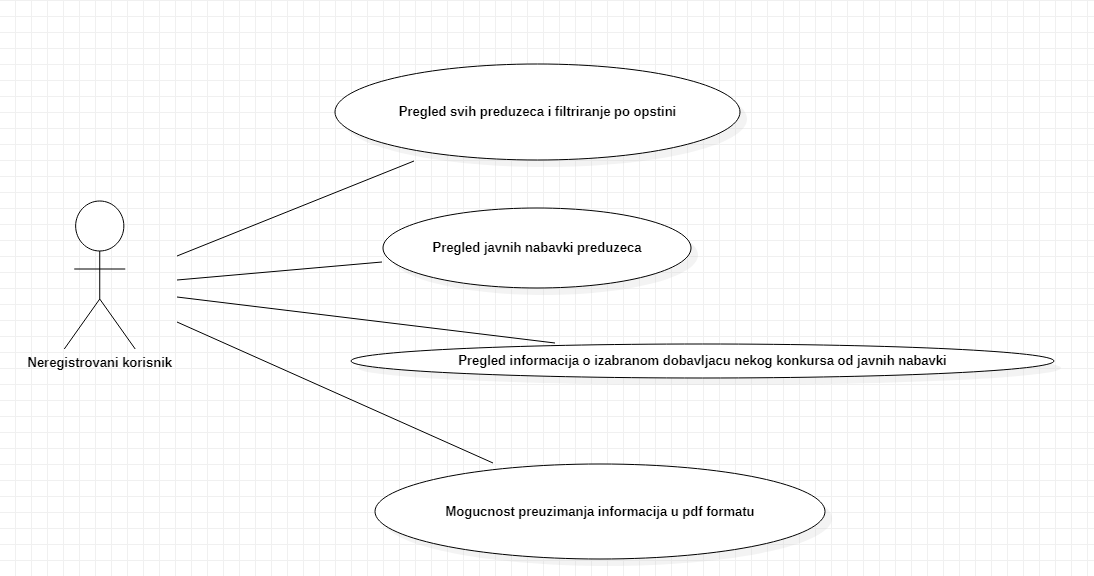 Pregled svih preduzeca i filtriranje po opstini
Pregled javnih nabavki preduzeca
Pregled informacija o izabranom dobavljacu nekog konkursa od javnih nabavki
Neregistrovani korisnik
Mogucnost preuzimanja informacija u pdf formatu